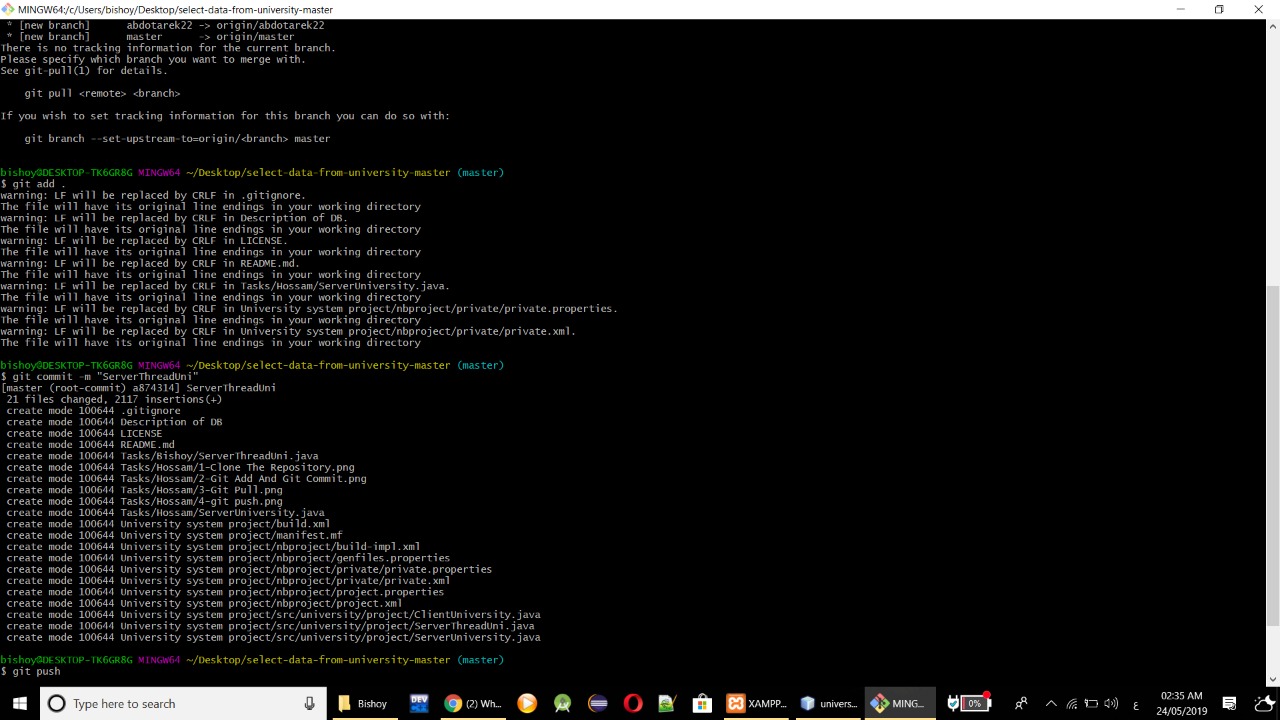 MINGW64:/c/Users/bishoy/Desktop/select-data-from-university-master
 * [new branch]      abdotarek22 -> origin/abdotarek22
 * [new branch]      master      -> origin/master
There is no tracking information for the current branch.
Please specify which branch you want to merge with.
See git-pull(1) for details.
    git pull <remote> <branch>
If you wish to set tracking information for this branch you can do so with:
    git branch --set-upstream-to=origin/<branch> master
bishoy@DESKTOP-TK6GR8G MINGW64 ~/Desktop/select-data-from-university-master (master)
$ git add .
warning: LF will be replaced by CRLF in .gitignore.
The file will have its original line endings in your working directory
warning: LF will be replaced by CRLF in Description of DB.
The file will have its original line endings in your working directory
warning: LF will be replaced by CRLF in LICENSE.
The file will have its original line endings in your working directory
warning: LF will be replaced by CRLF in README.md.
The file will have its original line endings in your working directory
warning: LF will be replaced by CRLF in Tasks/Hossam/ServerUniversity.java.
The file will have its original line endings in your working directory
warning: LF will be replaced by CRLF in University system project/nbproject/private/private.properties.
The file will have its original line endings in your working directory
warning: LF will be replaced by CRLF in University system project/nbproject/private/private.xml.
The file will have its original line endings in your working directory
bishoy@DESKTOP-TK6GR8G MINGW64 ~/Desktop/select-data-from-university-master (master)
$ git commit -m "ServerThreadUni"
[master (root-commit) a874314] ServerThreadUni
 21 files changed, 2117 insertions(+)
 create mode 100644 .gitignore
 create mode 100644 Description of DB
 create mode 100644 LICENSE
 create mode 100644 README.md
 create mode 100644 Tasks/Bishoy/ServerThreadUni.java
 create mode 100644 Tasks/Hossam/1-Clone The Repository.png
 create mode 100644 Tasks/Hossam/2-Git Add And Git Commit.png
 create mode 100644 Tasks/Hossam/3-Git Pull.png
 create mode 100644 Tasks/Hossam/4-git push.png
 create mode 100644 Tasks/Hossam/ServerUniversity.java
 create mode 100644 University system project/build.xml
 create mode 100644 University system project/manifest.mf
 create mode 100644 University system project/nbproject/build-impl.xml
 create mode 100644 University system project/nbproject/genfiles.properties
 create mode 100644 University system project/nbproject/private/private.properties
 create mode 100644 University system project/nbproject/private/private.xml
 create mode 100644 University system project/nbproject/project.properties
 create mode 100644 University system project/nbproject/project.xml
 create mode 100644 University system project/src/university/project/ClientUniversity.java
 create mode 100644 University system project/src/university/project/ServerThreadUni.java
 create mode 100644 University system project/src/university/project/ServerUniversity.java
bishoy@DESKTOP-TK6GR8G MINGW64 ~/Desktop/select-data-from-university-master (master)
$ git push
Type here to search
Bishoy
DEV
(2) Wh...
XAMPP...
univers...
MING...
0%
ع
02:35 AM
24/05/2019